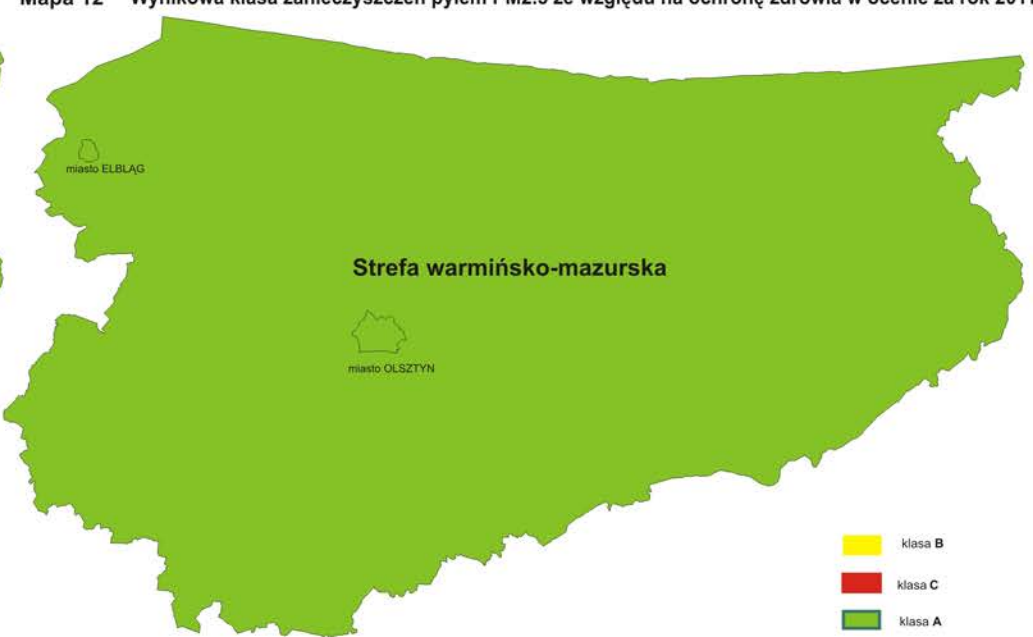 Mapa 12 Wynikowa klasa zanieczyszczeń pyłem PM2.5 ze względu na ochronę zdrowia w ocenie za rok
miasto ELBLĄG
Strefa warmińsko-mazurska
miasto OLSZTYN
klasa B
klasa C
klasa A